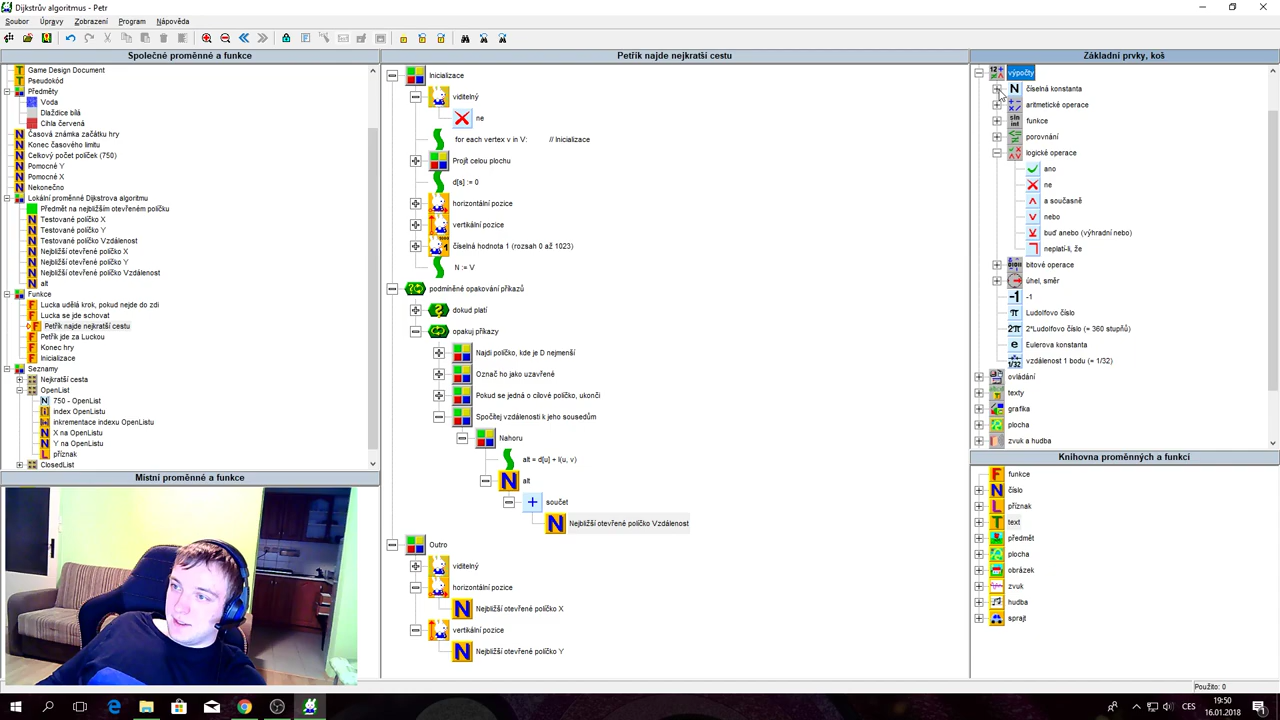 Dijkstrův algoritmus - Petr
Soubor Úpravy Zobrazení Program Nápověda
Společné proměnné a funkce
Game Design Document
Pseudokód
Předměty
Voda
Dlaždice bílá
Cihla červená
Časová známka začátku hry
Konec časového limitu
Celkový počet políček (750)
Pomocné Y
Pomocné X
Nekonečno
Lokální proměnné Dijkstrova algoritmu
Předmět na nejbližším otevřeném políčku
Testované políčko X
Testované políčko Y
Testované políčko Vzdálenost
Nejbližší otevřené políčko X
Nejbližší otevřené políčko Y
Nejbližší otevřené políčko Vzdálenost
alt
Funkce
Lucka udělá krok, pokud nejde do zdi
Lucka se jde schovat
Petřík najde nejkratší cestu
Petřík jde za Luckou
Konec hry
Inicializace
Seznamy
Nejkratší cesta
OpenList
750 - OpenList
index OpenListu
inkrementace indexu OpenListu
X na OpenListu
Y na OpenListu
příznak
ClosedList
Místní proměnné a funkce
Petřík najde nejkratší cestu
Inicializace
viditelný
ne
for each vertex v in V: // Inicializace
Projít celou plochu
d[s] := 0
horizontální pozice
vertikální pozice
číselná hodnota 1 (rozsah 0 až 1023)
N := V
podmíněné opakování příkazů
dokud platí
opakuj příkazy
Najdi políčko, kde je D nejmenší
Označ ho jako uzavřené
Pokud se jedná o cílové políčko, ukonči
Spočítej vzdálenosti k jeho sousedům
Nahoru
alt = d[u] + l(u, v)
alt
součet
Nejbližší otevřené políčko Vzdálenost
Outro
viditelný
horizontální pozice
Nejbližší otevřené políčko X
vertikální pozice
Nejbližší otevřené políčko Y
Základní prvky, koš
výpočty
číselná konstanta
aritmetické operace
funkce
porovnání
logické operace
ano
ne
a současně
nebo
buď anebo (výhradní nebo)
neplatí-li, že
bitové operace
úhel, směr
-1
Ludolfovo číslo
2*Ludolfovo číslo (= 360 stupňů)
Eulerova konstanta
vzdálenost 1 bodu (= 1/32)
ovládání
texty
grafika
plocha
zvuk a hudba
Knihovna proměnných a funkcí
funkce
číslo
příznak
text
předmět
plocha
obrázek
zvuk
hudba
sprajt
Použito: 0
CES
19:50
16.01.2018